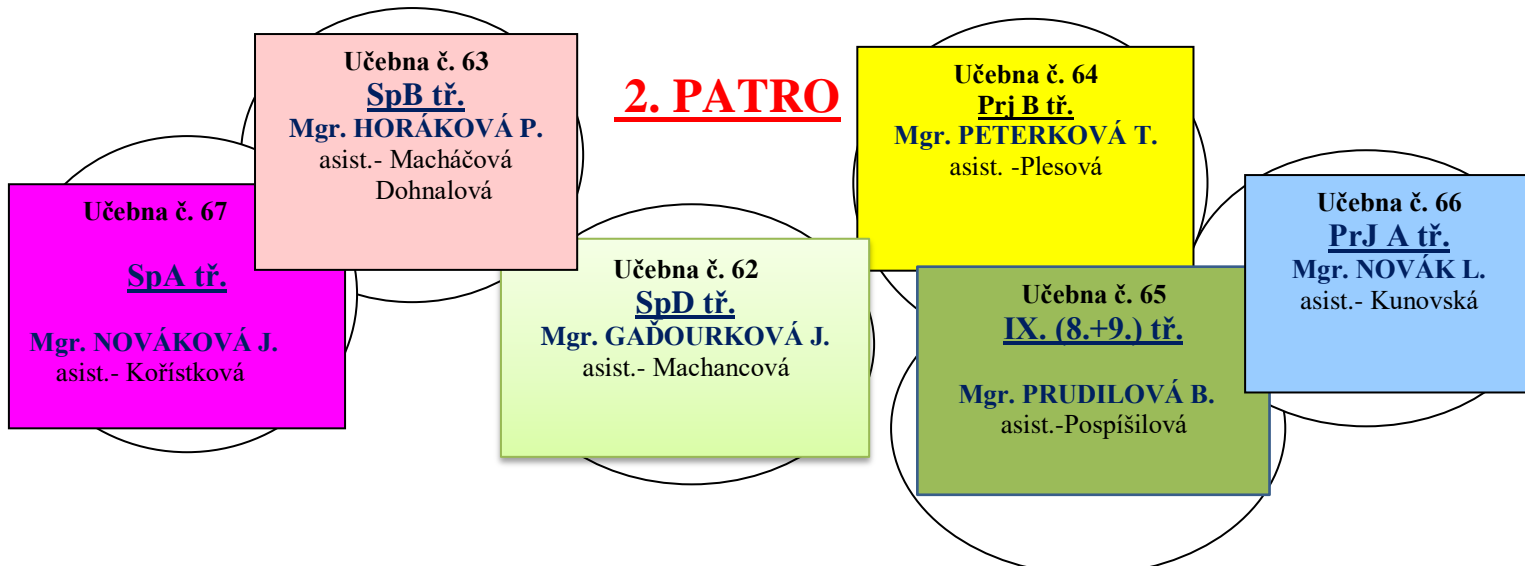 2. PATRO
Učebna č. 67
SpA tř.
Mgr. NOVÁKOVÁ J.
asist.- Kořístková
Učebna č. 63
SpB tř.
Mgr. HORÁKOVÁ P.
asist.- Macháčová
Dohnalová
Učebna č. 62
SpD tř.
Mgr. GAĎOURKOVÁ J.
asist.- Machancová
Učebna č. 64
Prj B tř.
Mgr. PETERKOVÁ T.
asist. -Plesová
Učebna č. 65
IX. (8.+9.) tř.
Mgr. PRUDILOVÁ B.
asist.-Pospíšilová
Učebna č. 66
PrJ A tř.
Mgr. NOVÁK L.
asist.- Kunovská